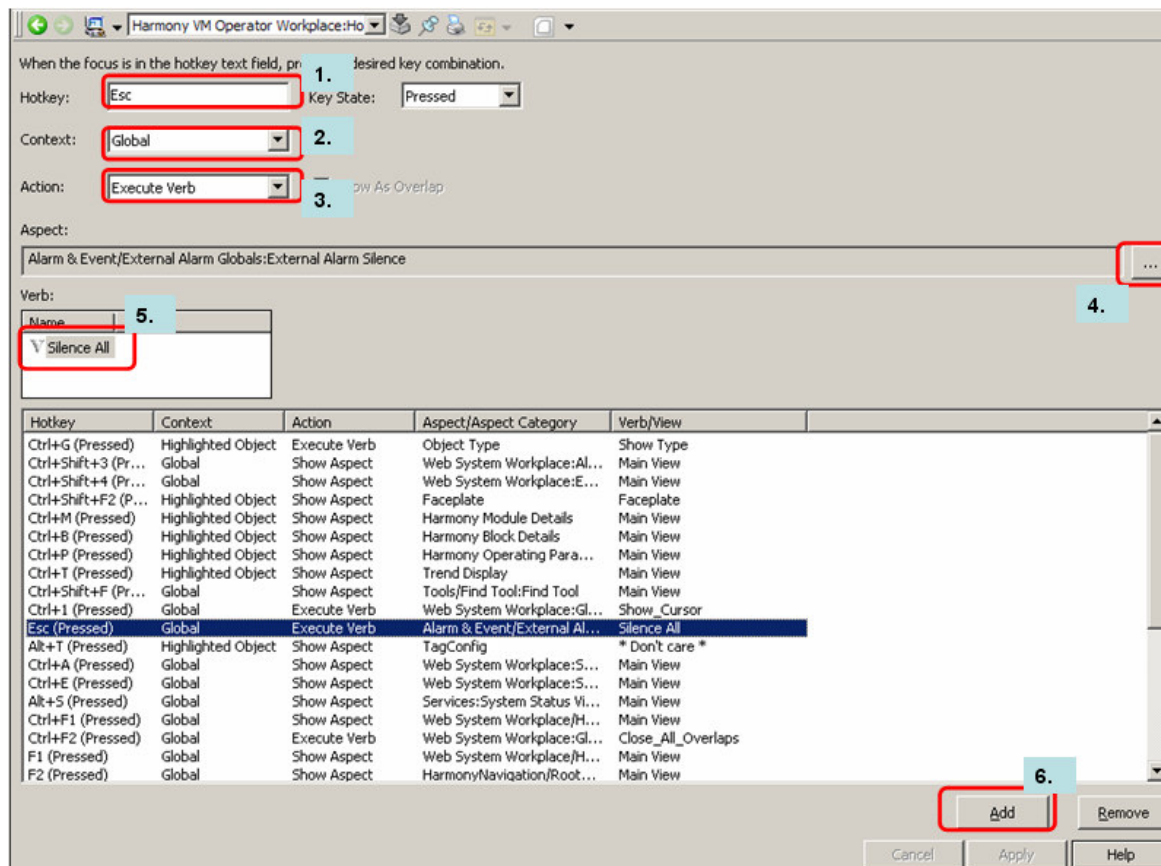 Harmony VM Operator Workplace:Ho
When the focus is in the hotkey text field, pre desired key combination.
1.
Hotkey: Esc Key State: Pressed
Context: Global 2.
Action: Execute Verb 3. ow As Overlap
Aspect:
Alarm & Event/External Alarm Globals:External Alarm Silence ...
4.
Verb:
Name 5.
Silence All
Hotkey Context Action Aspect/Aspect Category Verb/View
Ctrl+G (Pressed) Highlighted Object Execute Verb Object Type Show Type
Ctrl+Shift+3 (Pr... Global Show Aspect Web System Workplace:Al... Main View
Ctrl+Shift+4 (Pr... Global Show Aspect Web System Workplace:E... Main View
Ctrl+Shift+F2 (P... Highlighted Object Show Aspect Faceplate Faceplate
Ctrl+M (Pressed) Highlighted Object Show Aspect Harmony Module Details Main View
Ctrl+B (Pressed) Highlighted Object Show Aspect Harmony Block Details Main View
Ctrl+P (Pressed) Highlighted Object Show Aspect Harmony Operating Para... Main View
Ctrl+T (Pressed) Highlighted Object Show Aspect Trend Display Main View
Ctrl+Shift+F (Pr... Global Show Aspect Tools/Find Tool:Find Tool Main View
Ctrl+1 (Pressed) Global Execute Verb Web System Workplace:Gl... Show_Cursor
Esc (Pressed) Global Execute Verb Alarm & Event/External Al... Silence All
Alt+T (Pressed) Highlighted Object Show Aspect TagConfig * Don't care *
Ctrl+A (Pressed) Global Show Aspect Web System Workplace:S... Main View
Ctrl+E (Pressed) Global Show Aspect Web System Workplace:S... Main View
Alt+S (Pressed) Global Show Aspect Services:System Status Vi... Main View
Ctrl+F1 (Pressed) Global Show Aspect Web System Workplace/H... Main View
Ctrl+F2 (Pressed) Global Execute Verb Web System Workplace:Gl... Close_All_Overlaps
F1 (Pressed) Global Show Aspect Web System Workplace/H... Main View
F2 (Pressed) Global Show Aspect HarmonyNavigation/Root... Main View
6.
Add Remove
Cancel Apply Help